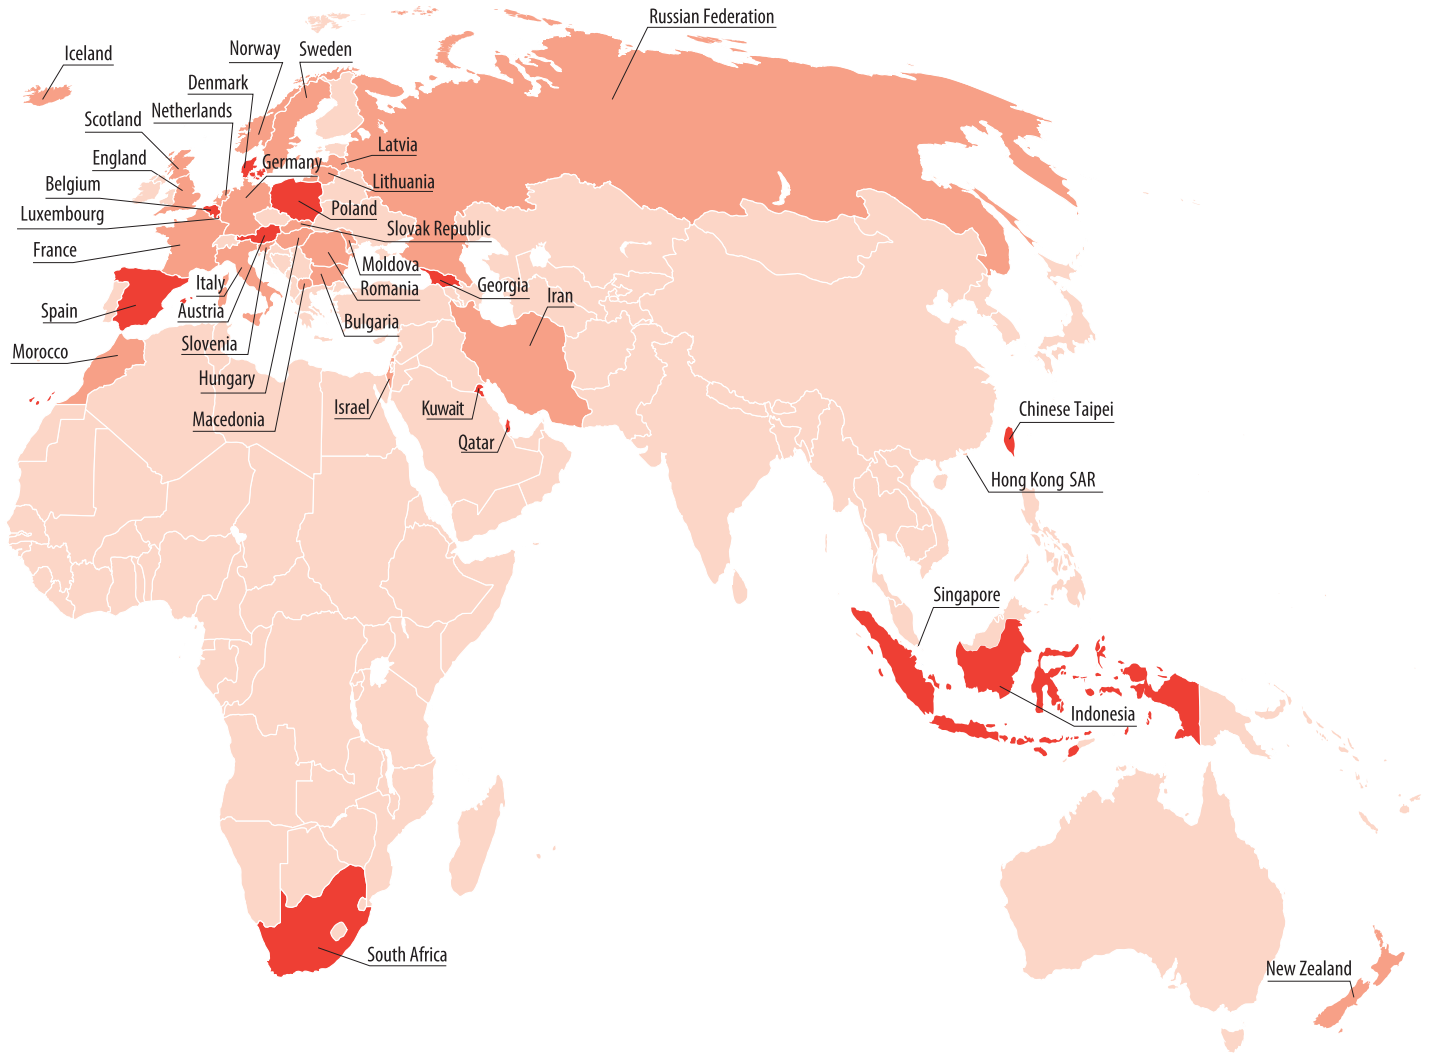 Russian Federation
Iceland
Norway
Sweden
Denmark
Netherlands
Scotland
Latvia
England
Germany
Belgium
Lithuania
Luxembourg
Poland
Slovak Republic
France
Moldova
Italy
Georgia
Romania
Iran
Spain
Austria
Bulgaria
Slovenia
Morocco
Hungary
Israel
Kuwait
Chinese Taipei
Macedonia
Qatar
Hong Kong SAR
Singapore
Indonesia
South Africa
New Zealand